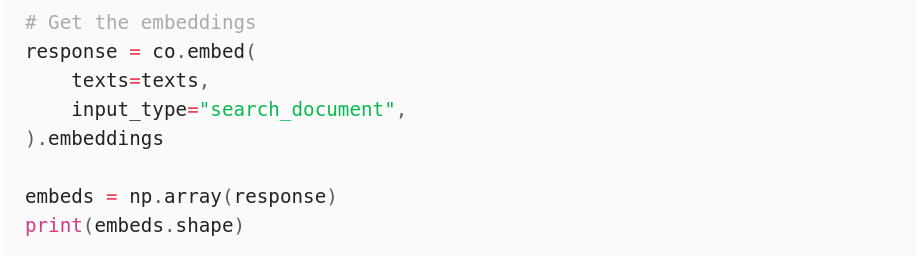 # Get the embeddings
response = co.embed(
    texts=texts,
    input_type="search_document",
).embeddings

embeds = np.array(response)
print(embeds.shape)